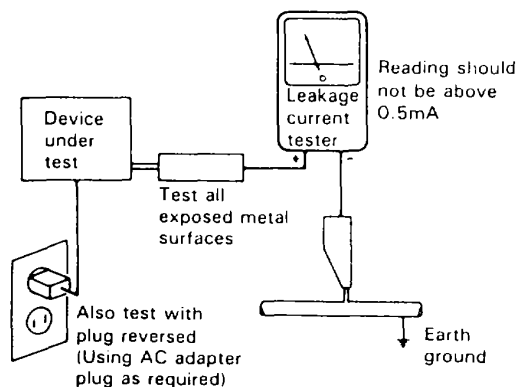 Device
under
test
Leakage
current
tester
+
-
Reading should
not be above
0.5mA
Test all
exposed metal
surfaces
Also test with
plug reversed
(Using AC adapter
plug as required)
Earth
ground